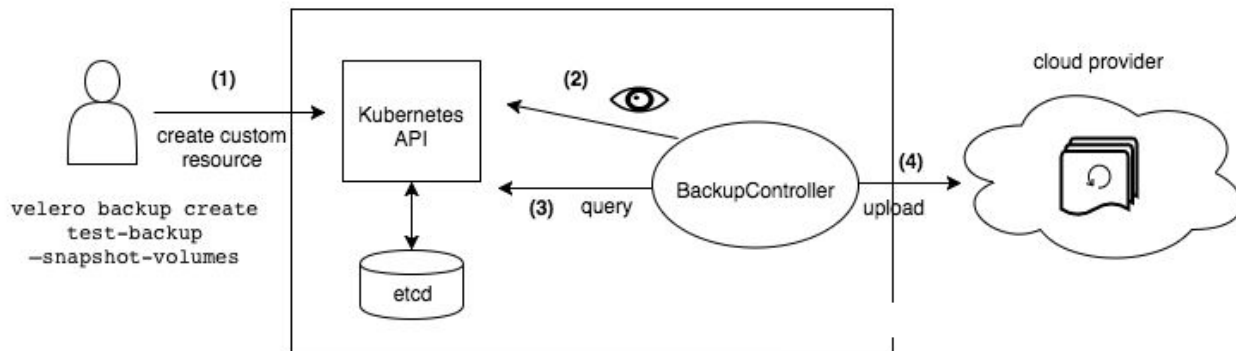 (1)
create custom
resource
velero backup create
test-backup
—snapshot-volumes
Kubernetes
API
etcd
(2)
(3)
query
BackupController
(4)
upload
cloud provider